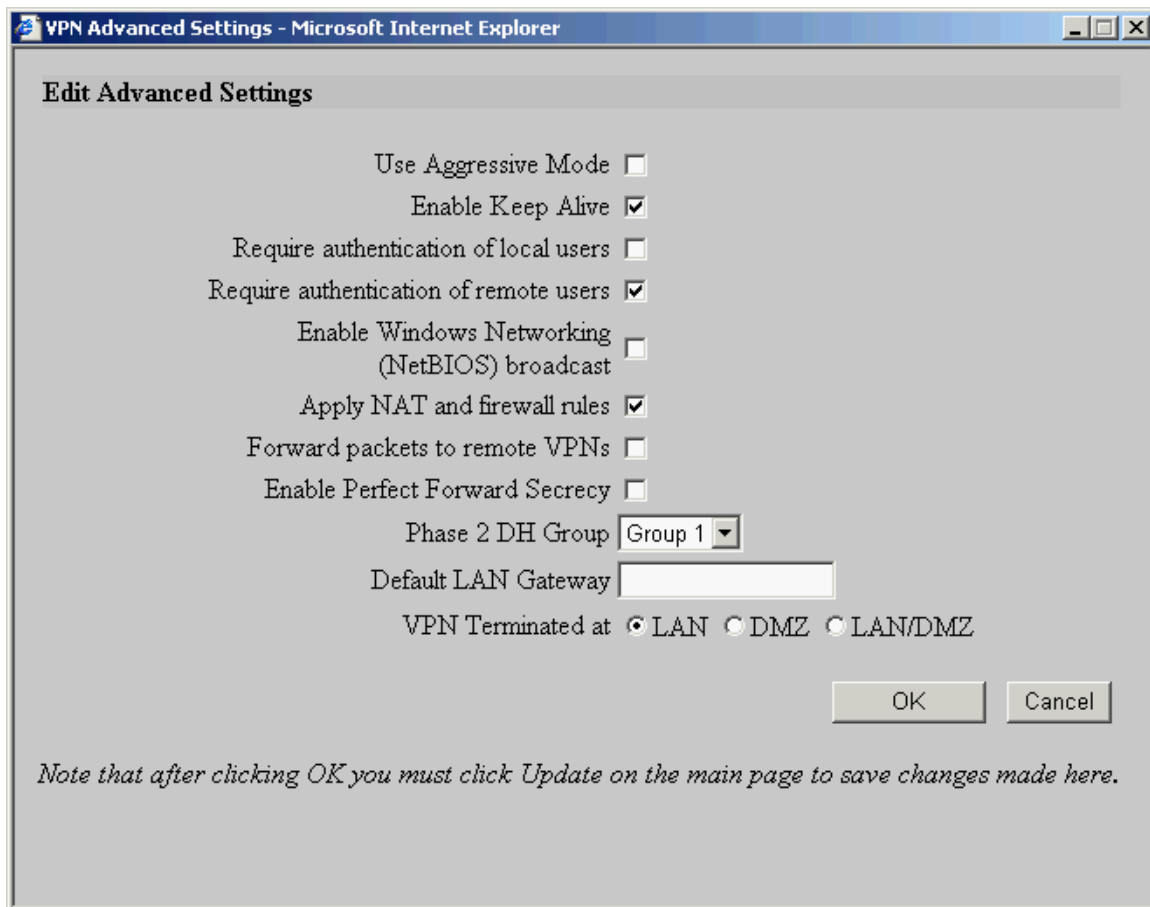 VPN Advanced Settings - Microsoft Internet Explorer
Edit Advanced Settings
Use Aggressive Mode
Enable Keep Alive
Require authentication of local users
Require authentication of remote users
Enable Windows Networking
(NetBIOS) broadcast
Apply NAT and firewall rules
Forward packets to remote VPNs
Enable Perfect Forward Secrecy
Phase 2 DH Group Group 1
Default LAN Gateway
VPN Terminated at LAN DMZ LAN/DMZ
OK Cancel
Note that after clicking OK you must click Update on the main page to save changes made here.